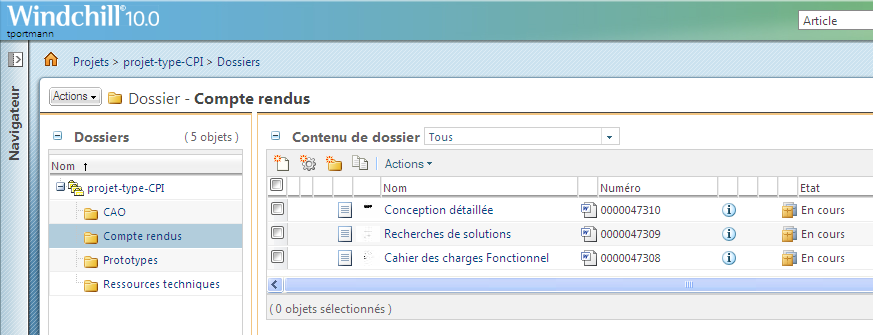 Windchill® 10.0
tportmann
Article
Projets > projet-type-CPI > Dossiers
Navigateur
Actions
Dossier - Compte rendus
Dossiers ( 5 objets )
Nom ↑
projet-type-CPI
CAO
Compte rendus
Prototypes
Ressources techniques
Contenu de dossier Tous
Actions
Nom Numéro Etat
Conception détaillée 0000047310 En cours
Recherches de solutions 0000047309 En cours
Cahier des charges Fonctionnel 0000047308 En cours
( 0 objets sélectionnés )